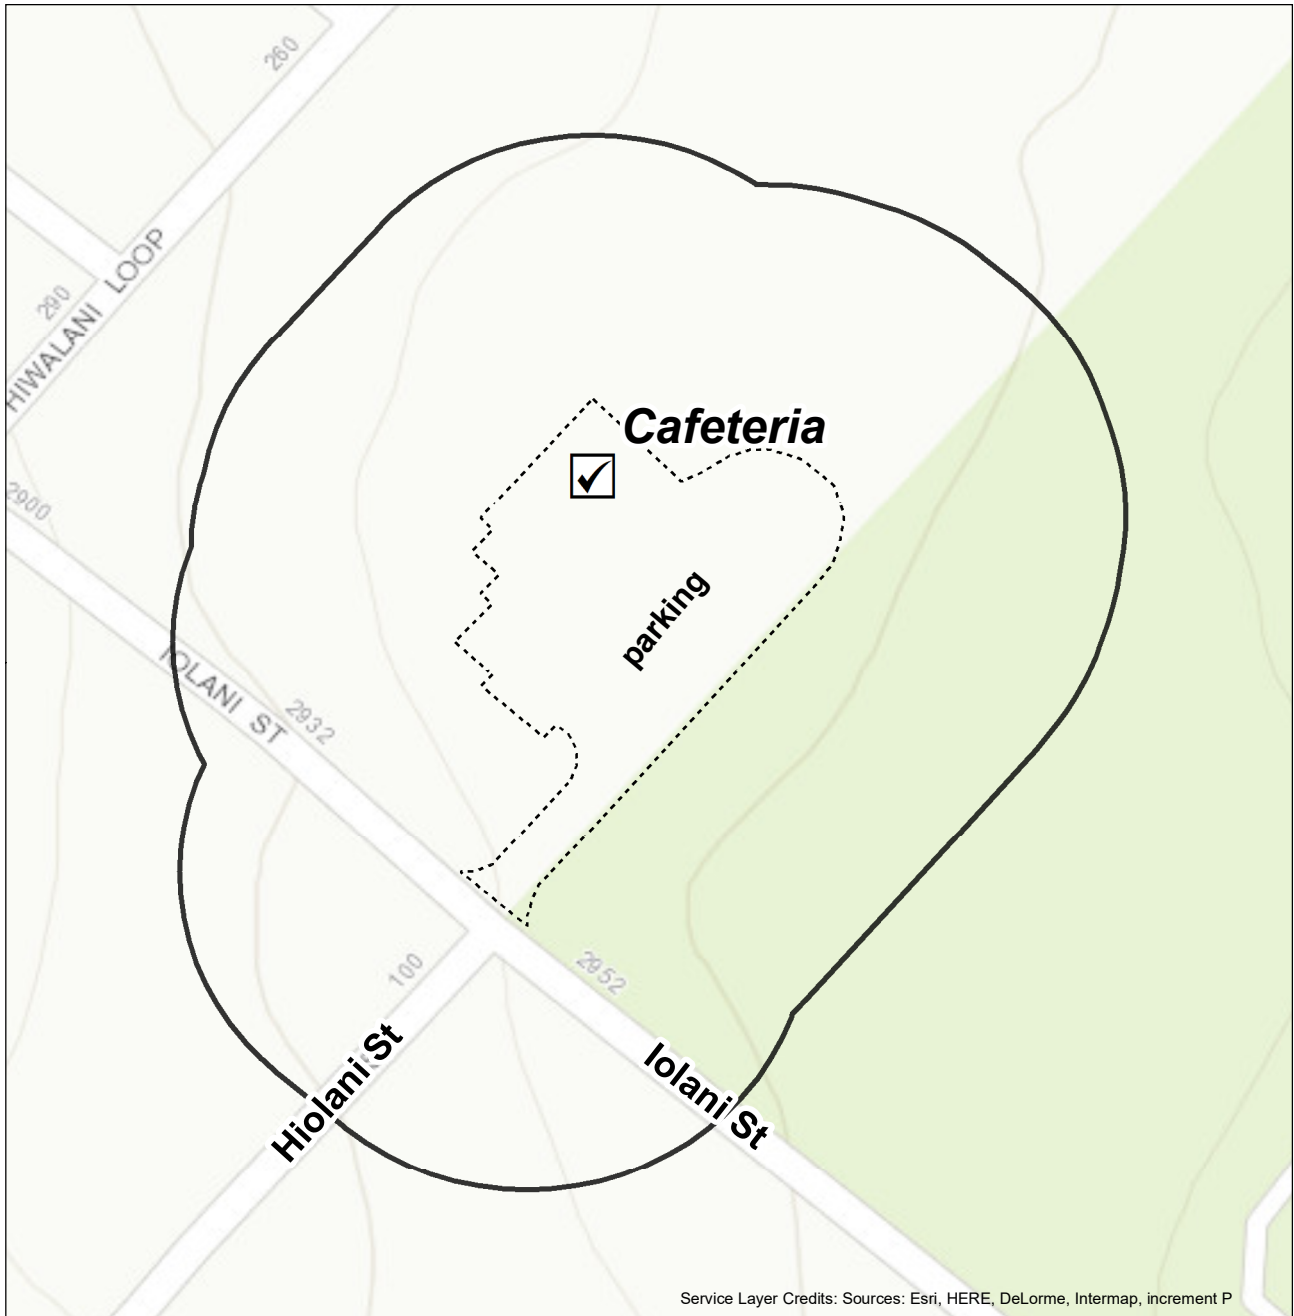 260
HIWALANI LOOP
290
Cafeteria
2900
parking
IOLANI ST
2932
100
2952
Hiolani St
Iolani St
Service Layer Credits: Sources: Esri, HERE, DeLorme, Intermap, increment P